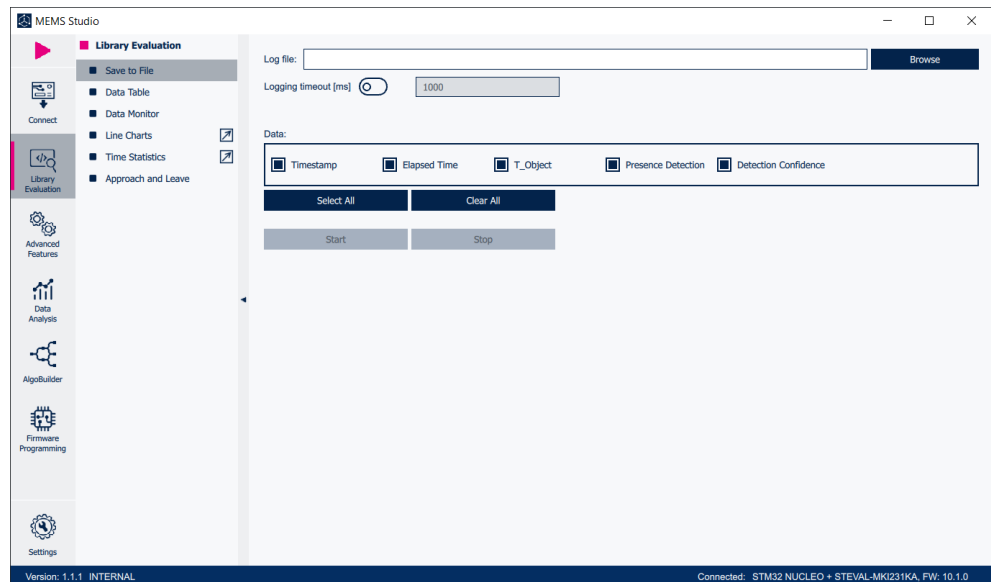 MEMS Studio
Connect
Library
Evaluation
Advanced
Features
Data
Analysis
AlgoBuilder
Firmware
Programming
Settings
Library Evaluation
Save to File
Data Table
Data Monitor
Line Charts
Time Statistics
Approach and Leave
Log file:
Browse
Logging timeout [ms]
1000
Data:
Timestamp Elapsed Time T_Object Presence Detection Detection Confidence
Select All Clear All
Start Stop
Version: 1.1.1 INTERNAL
Connected: STM32 NUCLEO + STEVAL-MKI231KA, FW: 10.1.0